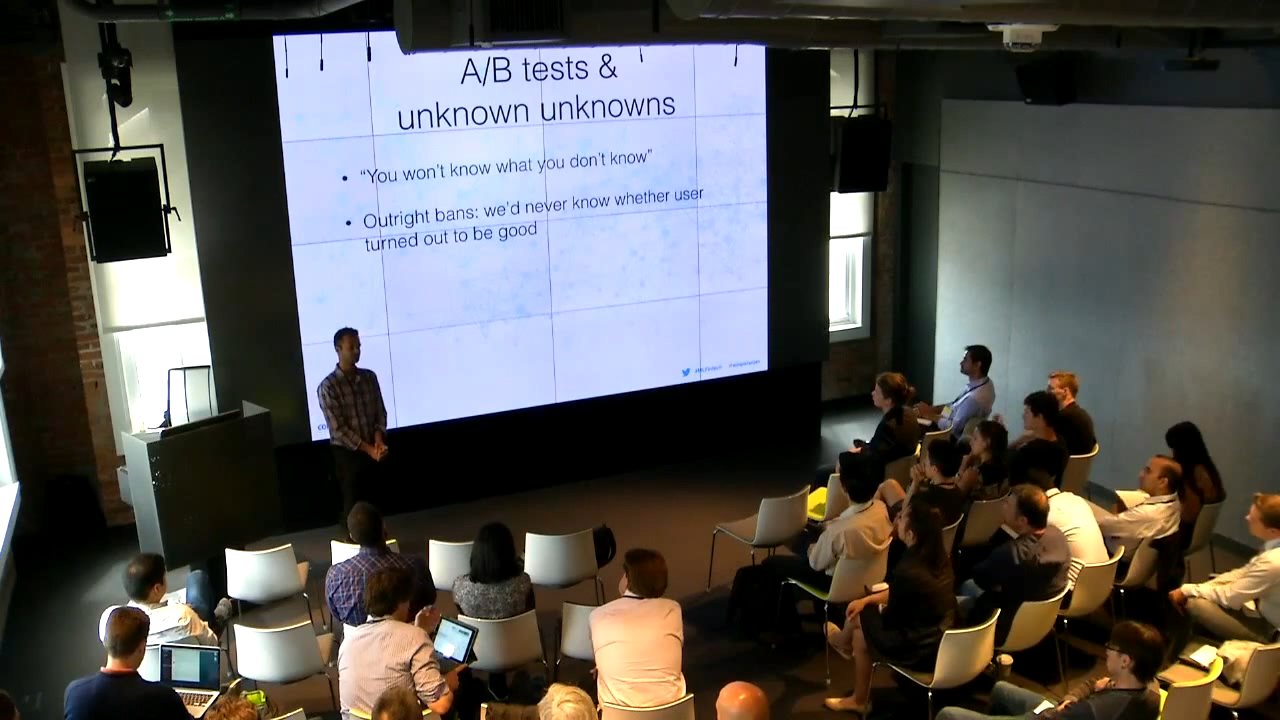 A/B tests &
unknown unknowns
• “You won’t know what you don’t know”
• Outright bans: we’d never know whether user
turned out to be good